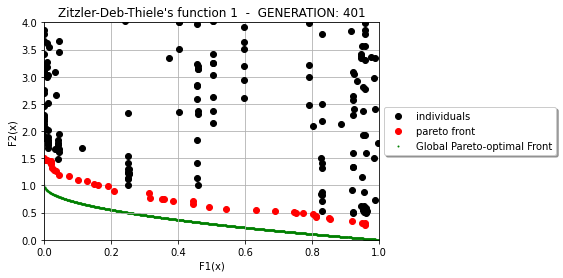 Zitzler-Deb-Thiele's function 1 - GENERATION: 401
4.0
3.5
3.0
2.5
2.0
1.5
1.0
0.5
0.0
F2(x)
0.0 0.2 0.4 0.6 0.8 1.0
F1(x)
individuals
pareto front
Global Pareto-optimal Front